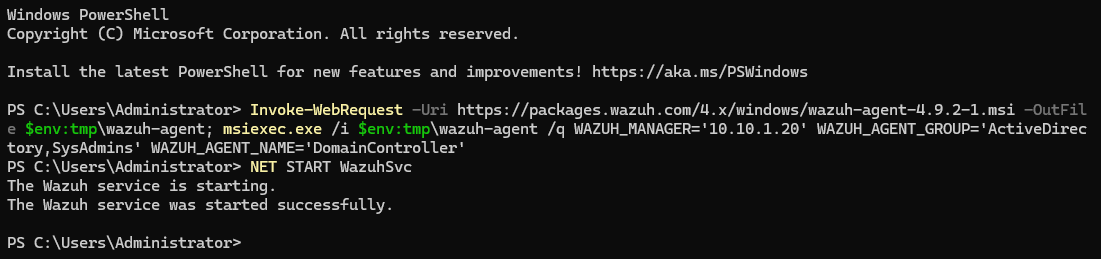 Windows PowerShell
Copyright (C) Microsoft Corporation. All rights reserved.
Install the latest PowerShell for new features and improvements! https://aka.ms/PSWindows
PS C:\Users\Administrator> Invoke-WebRequest -Uri https://packages.wazuh.com/4.x/windows/wazuh-agent-4.9.2-1.msi -OutFil
e $env:tmp\wazuh-agent; msiexec.exe /i $env:tmp\wazuh-agent /q WAZUH_MANAGER='10.10.1.20' WAZUH_AGENT_GROUP='ActiveDirec
tory,SysAdmins' WAZUH_AGENT_NAME='DomainController'
PS C:\Users\Administrator> NET START WazuhSvc
The Wazuh service is starting.
The Wazuh service was started successfully.
PS C:\Users\Administrator>